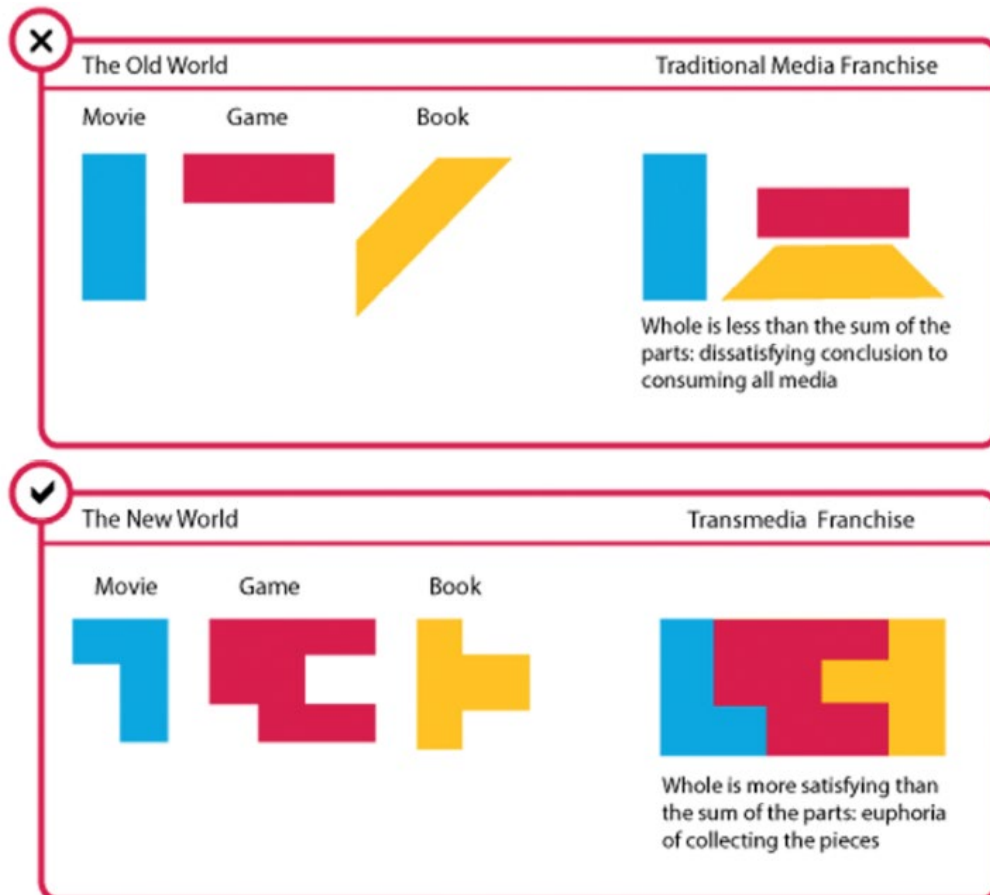 The Old World
Traditional Media Franchise
Movie
Game
Book
Whole is less than the sum of the
parts: dissatisfying conclusion to
consuming all media
The New World
Transmedia Franchise
Movie
Game
Book
Whole is more satisfying than
the sum of the parts: euphoria
of collecting the pieces